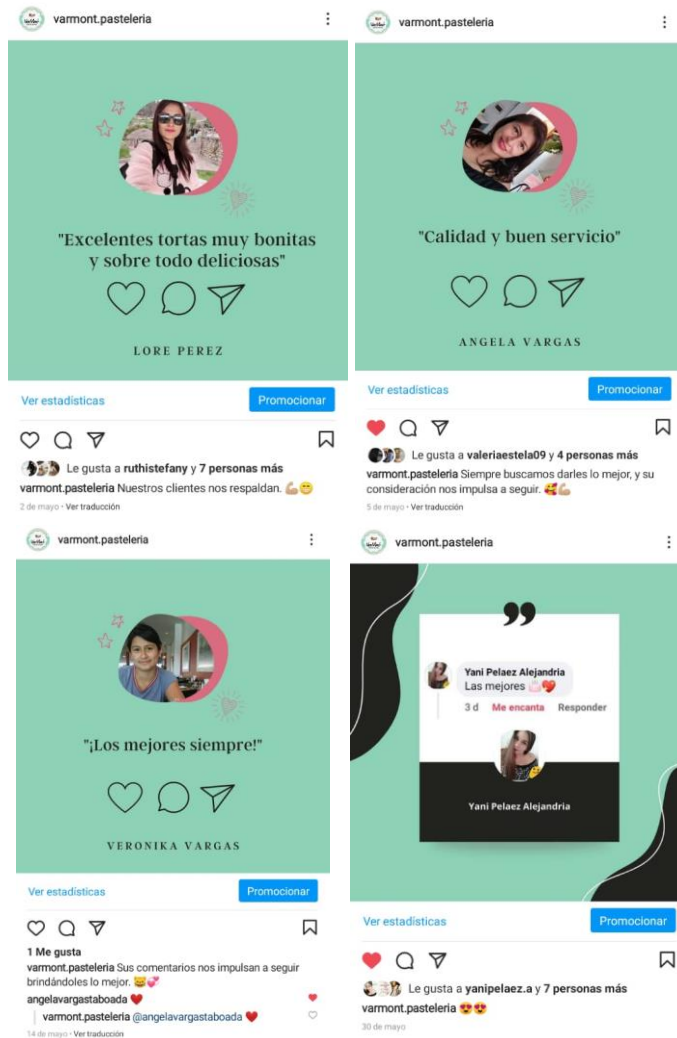 varmont.pasteleria
"Excelentes tortas muy bonitas
y sobre todo deliciosas"
LORE PEREZ
Ver estadísticas
Promocionar
Le gusta a ruthistefany y 7 personas más
varmont.pasteleria Nuestros clientes nos respaldan. 💪🏼😁
2 de mayo · Ver traducción
varmont.pasteleria
"Calidad y buen servicio"
ANGELA VARGAS
Ver estadísticas
Promocionar
Le gusta a valeriaestela09 y 4 personas más
varmont.pasteleria Siempre buscamos darles lo mejor, y su
consideración nos impulsa a seguir. 🥰💪🏼
5 de mayo · Ver traducción
varmont.pasteleria
"¡Los mejores siempre!"
VERONIKA VARGAS
Ver estadísticas
Promocionar
1 Me gusta
varmont.pasteleria Sus comentarios nos impulsan a seguir
brindándoles lo mejor. 😸💞
angelavargastaboada ❤️
varmont.pasteleria @angelavargastaboada ❤️
14 de mayo · Ver traducción
varmont.pasteleria
Yani Pelaez Alejandria
Las mejores 🎂💖
3 d Me encanta Responder
Yani Pelaez Alejandria
Ver estadísticas
Promocionar
Le gusta a yanipelaez.a y 7 personas más
varmont.pasteleria 😍😍
30 de mayo